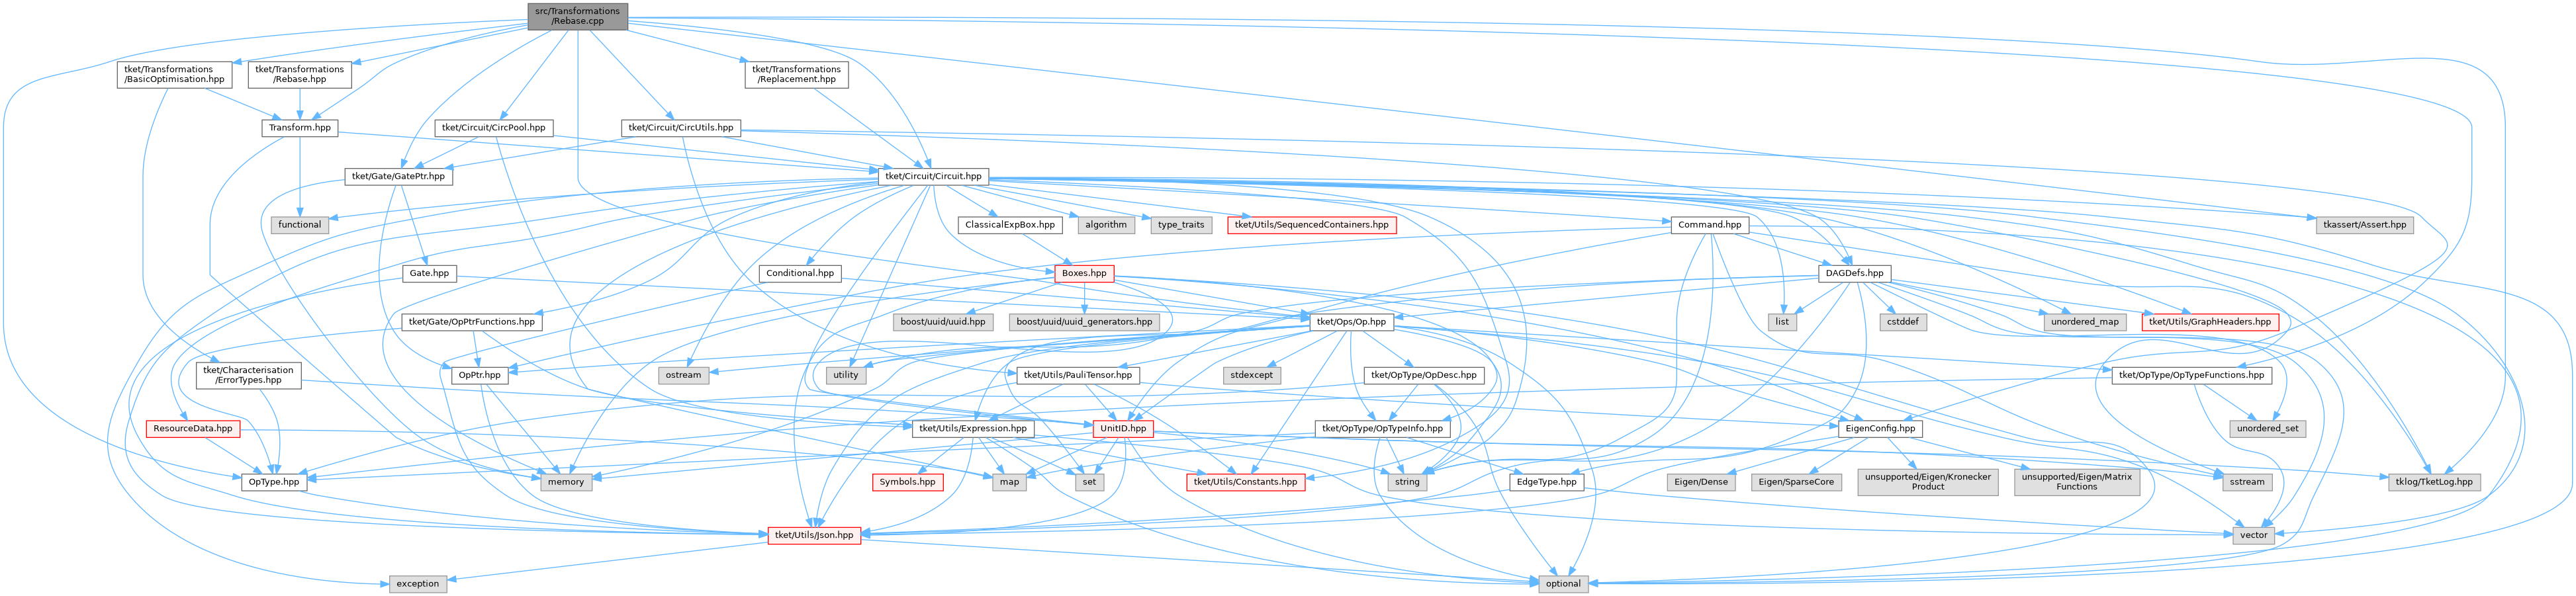 src/Transformations
/Rebase.cpp
tket/Transformations
/BasicOptimisation.hpp
tket/Transformations
/Rebase.hpp
tket/Transformations
/Replacement.hpp
Transform.hpp
tket/Circuit/CircPool.hpp
tket/Circuit/CircUtils.hpp
tket/Gate/GatePtr.hpp
tket/Circuit/Circuit.hpp
functional
ClassicalExpBox.hpp
algorithm
type_traits
tket/Utils/SequencedContainers.hpp
Command.hpp
tkassert/Assert.hpp
Gate.hpp
Conditional.hpp
Boxes.hpp
DAGDefs.hpp
tket/Gate/OpPtrFunctions.hpp
boost/uuid/uuid.hpp
boost/uuid/uuid_generators.hpp
tket/Ops/Op.hpp
list
cstddef
unordered_map
tket/Utils/GraphHeaders.hpp
tket/Characterisation
/ErrorTypes.hpp
OpPtr.hpp
ostream
utility
tket/Utils/PauliTensor.hpp
stdexcept
tket/OpType/OpDesc.hpp
tket/OpType/OpTypeFunctions.hpp
ResourceData.hpp
tket/Utils/Expression.hpp
UnitID.hpp
tket/OpType/OpTypeInfo.hpp
EigenConfig.hpp
unordered_set
OpType.hpp
memory
Symbols.hpp
map
set
tket/Utils/Constants.hpp
string
EdgeType.hpp
Eigen/Dense
Eigen/SparseCore
unsupported/Eigen/Kronecker
Product
unsupported/Eigen/Matrix
Functions
sstream
tklog/TketLog.hpp
tket/Utils/Json.hpp
vector
exception
optional